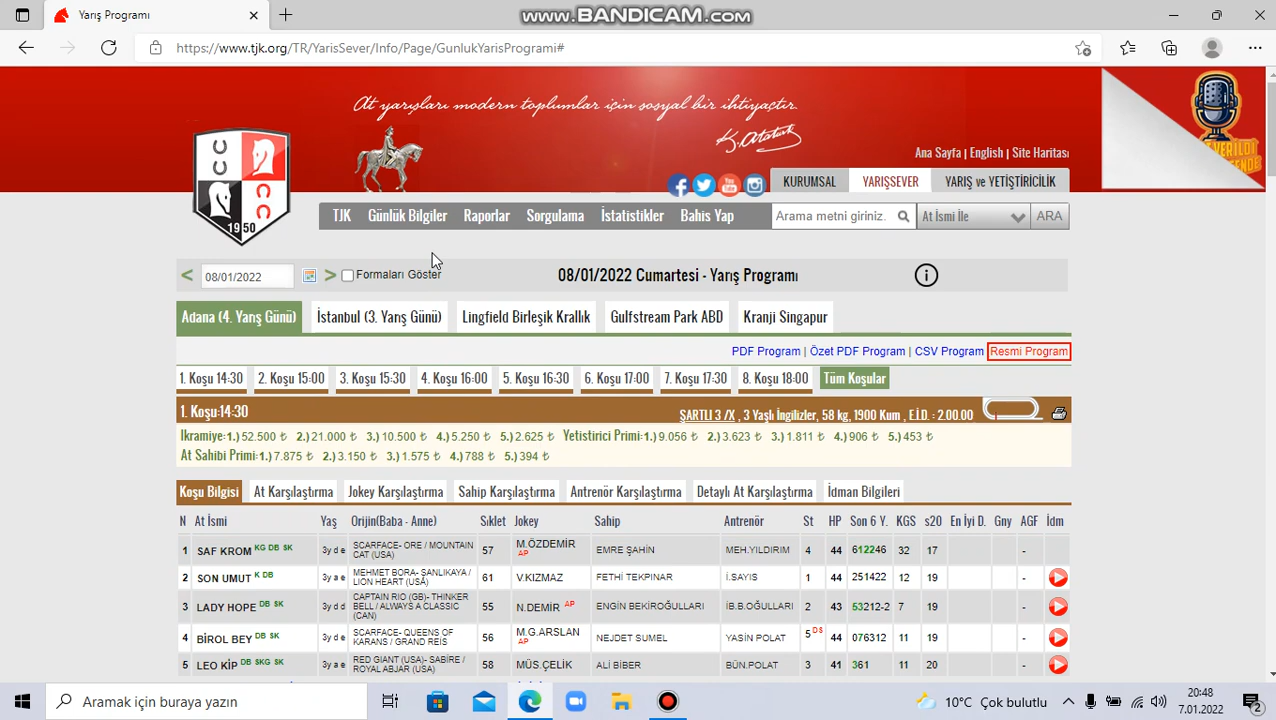 Yarış Programı
www.BANDICAM.com
https://www.tjk.org/TR/YarisSever/Info/Page/GunlukYarisProgrami#
At yarışları modern toplumlar için sosyal bir ihtiyaçtır.
K. Atatürk
Ana Sayfa | English | Site Haritası
KURUMSAL YARIŞSEVER YARIŞ ve YETİŞTİRİCİLİK
1950
TJK Günlük Bilgiler Raporlar Sorgulama İstatistikler Bahis Yap Arama metni giriniz. At İsmi İle ARA
< 08/01/2022 > Formaları Göster 08/01/2022 Cumartesi - Yarış Programı
Adana (4. Yarış Günü) İstanbul (3. Yarış Günü) Lingfield Birleşik Krallık Gulfstream Park ABD Kranji Singapur
PDF Program | Özet PDF Program | CSV Program Resmi Program
1. Koşu 14:30 2. Koşu 15:00 3. Koşu 15:30 4. Koşu 16:00 5. Koşu 16:30 6. Koşu 17:00 7. Koşu 17:30 8. Koşu 18:00 Tüm Koşular
1. Koşu:14:30 ŞARTLI 3 /X , 3 Yaşlı İngilizler, 58 kg, 1900 Kum , E.İ.D. : 2.00.00
Ikramiye:1.) 52.500 ₺ 2.) 21.000 ₺ 3.) 10.500 ₺ 4.) 5.250 ₺ 5.) 2.625 ₺ Yetistirici Primi:1.) 9.056 ₺ 2.) 3.623 ₺ 3.) 1.811 ₺ 4.) 906 ₺ 5.) 453 ₺
At Sahibi Primi:1.) 7.875 ₺ 2.) 3.150 ₺ 3.) 1.575 ₺ 4.) 788 ₺ 5.) 394 ₺
Koşu Bilgisi At Karşılaştırma Jokey Karşılaştırma Sahip Karşılaştırma Antrenör Karşılaştırma Detaylı At Karşılaştırma İdman Bilgileri
N At İsmi Yaş Orijin(Baba - Anne) Sıklet Jokey Sahip Antrenör St HP Son 6 Y. KGS s20 En İyi D. Gny AGF İdm
1 SAF KROM KG DB SK 3y d e SCARFACE- ORE / MOUNTAIN CAT (USA) 57 M.ÖZDEMİR AP EMRE ŞAHİN MEH.YILDIRIM 4 44 612246 32 17 -
2 SON UMUT K DB 3y a e MEHMET BORA- ŞANLIKAYA / LION HEART (USA) 61 V.KIZMAZ FETHİ TEKPINAR İ.SAYIS 1 44 251422 12 19 -
3 LADY HOPE DB SK 3y d d CAPTAIN RIO (GB)- THINKER BELL / ALWAYS A CLASSIC (CAN) 55 N.DEMİR AP ENGİN BEKİROĞULLARI İB.B.OĞULLARI 2 43 53212-2 7 19 -
4 BİROL BEY DB SK 3y a e SCARFACE- QUEENS OF KARANS / GRAND REIS 56 M.G.ARSLAN AP NEJDET SUMEL YASİN POLAT 5 DS 44 076312 11 19 -
5 LEO KİP DB SKG SK 3y a e RED GIANT (USA)- SABİRE / ROYAL ABJAR (USA) 58 MÜS.ÇELİK ALİ BİBER BÜN.POLAT 3 41 361 11 20 -
Aramak için buraya yazın 10°C Çok bulutlu 20:48
7.01.2022
2